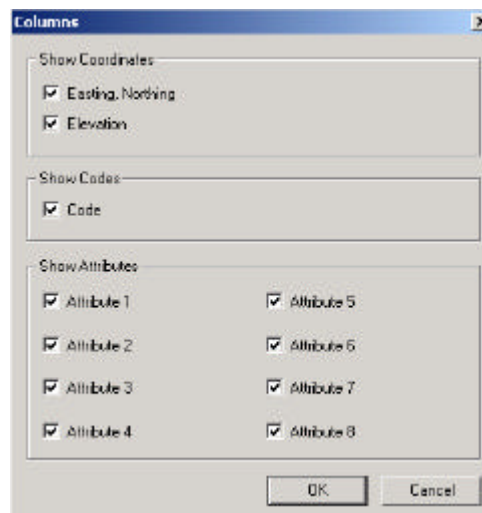 Columns
Show Coordinates
Easting, Northing
Elevation
Show Codes
Code
Show Attributes
Attribute 1 Attribute 5
Attribute 2 Attribute 6
Attribute 3 Attribute 7
Attribute 4 Attribute 8
OK Cancel